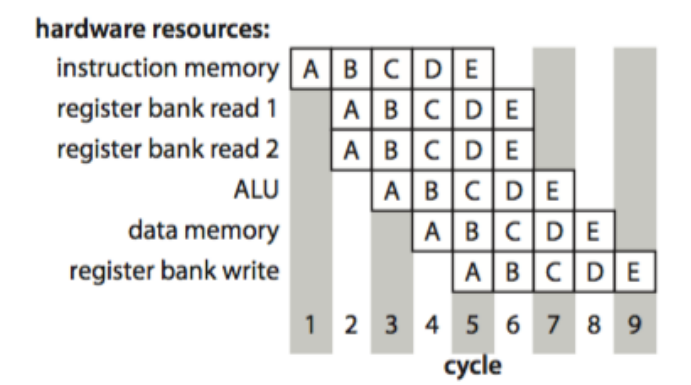 hardware resources:
instruction memory A B C D E
register bank read 1 A B C D E
register bank read 2 A B C D E
ALU A B C D E
data memory A B C D E
register bank write A B C D E
1 2 3 4 5 6 7 8 9
cycle